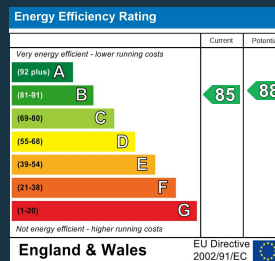 Energy Efficiency Rating
Current Potentia
Very energy efficient - lower running costs
(92 plus) A
(81-91) B
(69-80) C
(55-68) D
(39-54) E
(21-38) F
(1-20) G
85 88
Not energy efficient - higher running costs
England & Wales
EU Directive
2002/91/EC